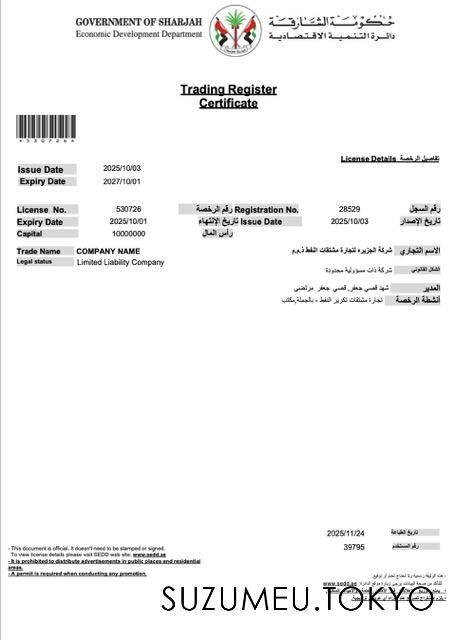 GOVERNMENT OF SHARJAH
Economic Development Department
حكومة الشارقة
دائرة التنمية الاقتصادية
Trading Register
Certificate
*530726*
تفاصيل الرخصة License Details
Issue Date 2025/10/03
Expiry Date 2027/10/01
License No. 530726 رقم الرخصة Registration No. 28529 رقم السجل
Expiry Date 2025/10/01 تاريخ الإنتهاء Issue Date 2025/10/03 تاريخ الإصدار
Capital 10000000 رأس المال
Trade Name COMPANY NAME شركة الجزيره لتجارة مشتقات النفط ذ.م.م الاسم التجاري
Legal status Limited Liability Company شركة ذات مسؤولية محدودة الشكل القانوني
شهد قصي جعفر, قصي جعفر مرتضى المدير
تجارة مشتقات تكرير النفط - بالجملة,مكتب أنشطة الرخصة
2025/11/24 تاريخ الطباعة
39795 رقم المستخدم
- This document is official. It doesn't need to be stamped or signed.
To view license details please visit SEDD web site: www.sedd.ae
- It is prohibited to distribute advertisements in public places and residential
areas.
- A permit is required when conducting any promotion.
- هذه الوثيقة رسمية ولا تحتاج لختم أو توقيع.
للتأكد من صحة البيانات يرجى زيارة موقع الدائرة: www.sedd.ae
SUZUMEU.TOKYO